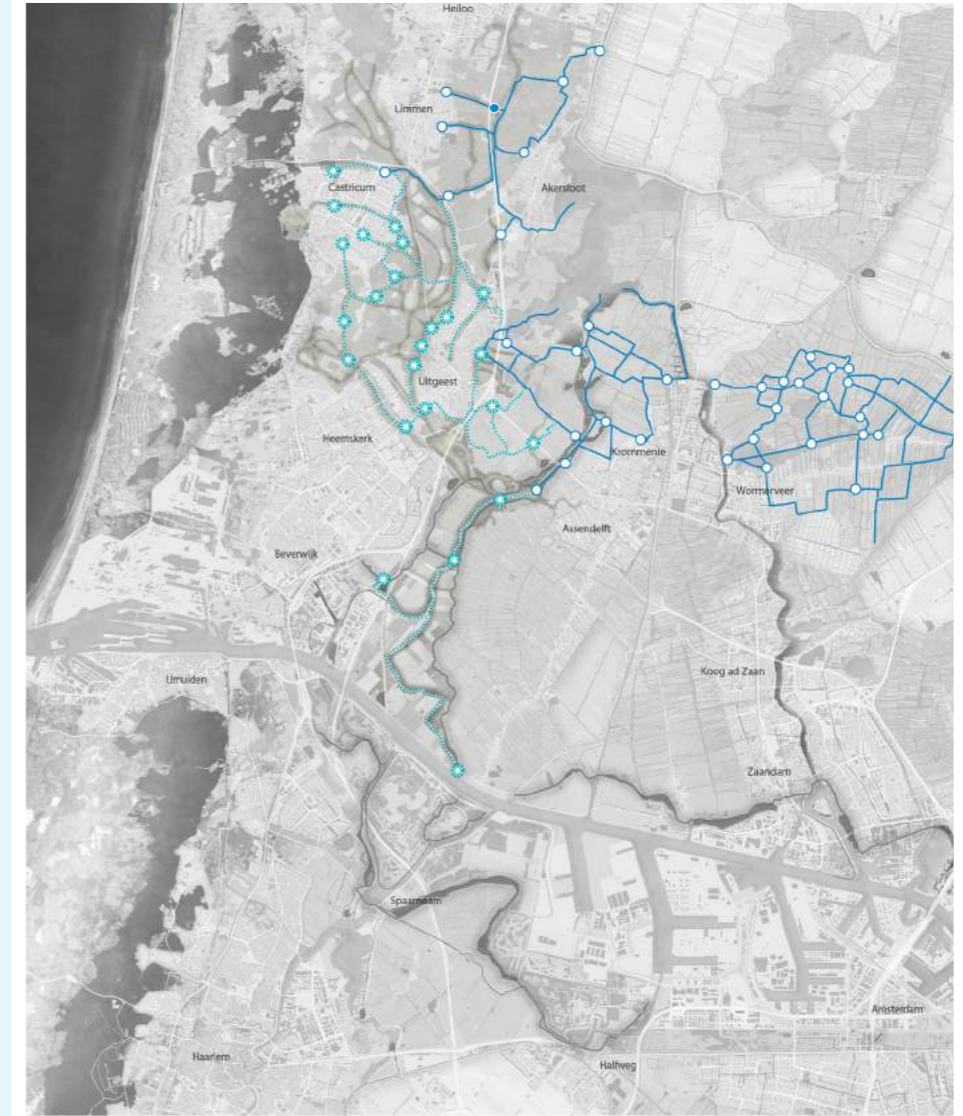 Heiloo
Limmen
Castricum
Akersloot
Uitgeest
Heemskerk
Krommenie
Wormerveer
Assendelft
Beverwijk
IJmuiden
Koog ad Zaan
Zaandam
Spaarndam
Amsterdam
Haarlem
Halfweg